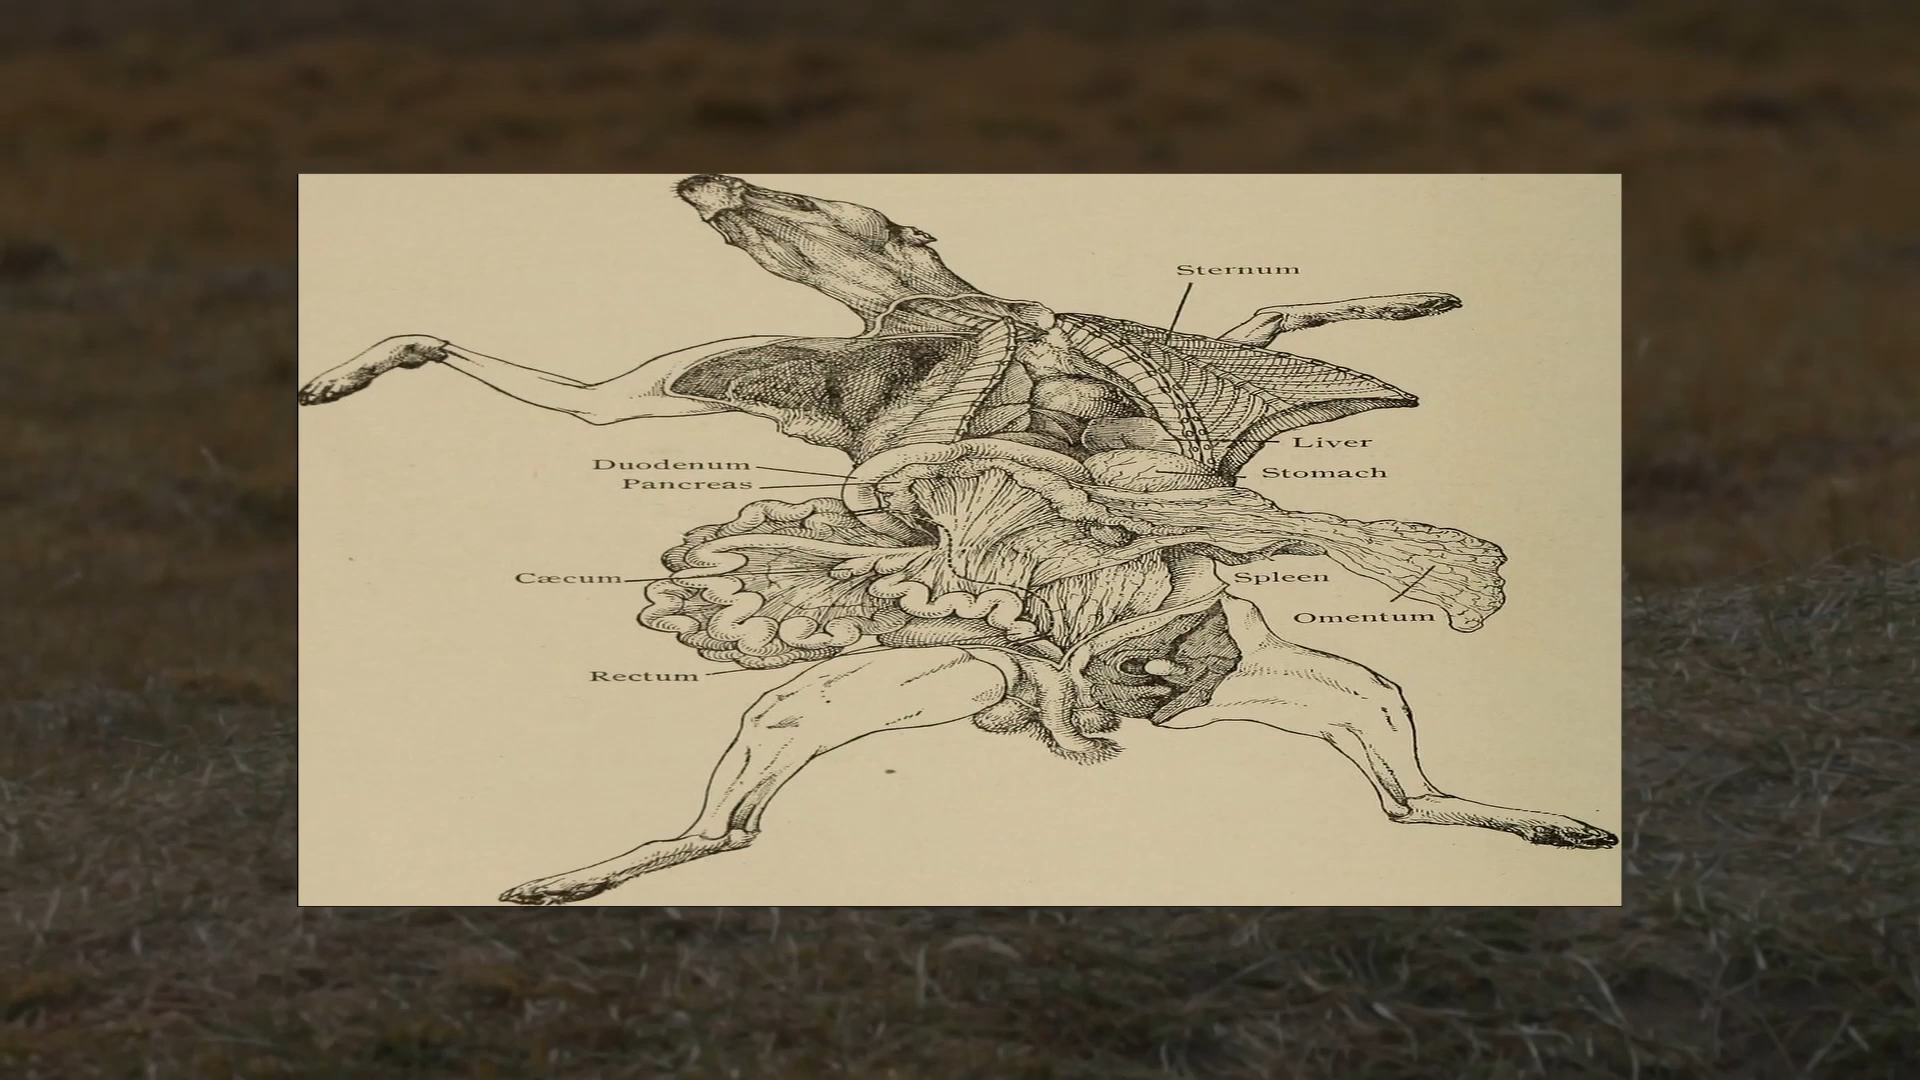 Sternum
Liver
Duodenum
Stomach
Pancreas
Cæcum
Spleen
Omentum
Rectum